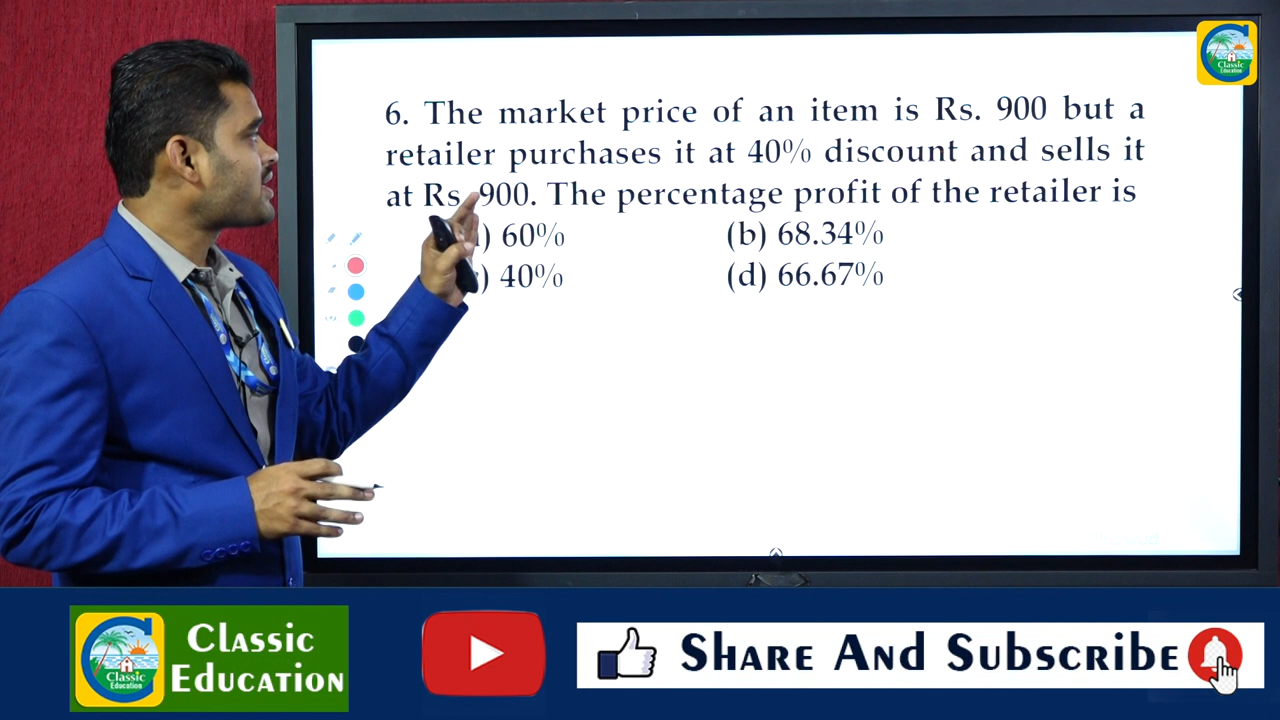 Classic
Education
6. The market price of an item is Rs. 900 but a
retailer purchases it at 40% discount and sells it
at Rs. 900. The percentage profit of the retailer is
) 60% (b) 68.34%
) 40% (d) 66.67%
Classic
Education
Classic
Education
Share And Subscribe